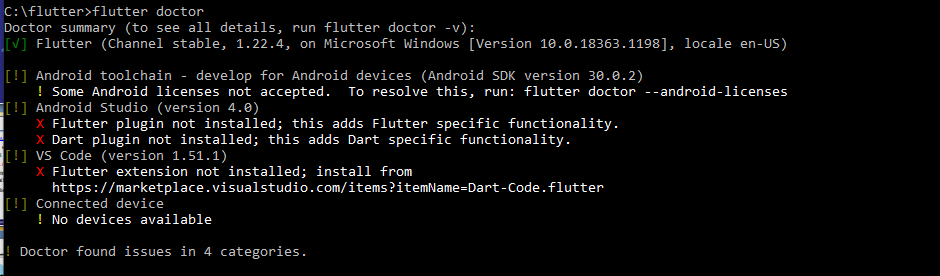 C:\flutter>flutter doctor
Doctor summary (to see all details, run flutter doctor -v):
[√] Flutter (Channel stable, 1.22.4, on Microsoft Windows [Version 10.0.18363.1198], locale en-US)
[!] Android toolchain - develop for Android devices (Android SDK version 30.0.2)
! Some Android licenses not accepted.  To resolve this, run: flutter doctor --android-licenses
[!] Android Studio (version 4.0)
X Flutter plugin not installed; this adds Flutter specific functionality.
X Dart plugin not installed; this adds Dart specific functionality.
[!] VS Code (version 1.51.1)
X Flutter extension not installed; install from
https://marketplace.visualstudio.com/items?itemName=Dart-Code.flutter
[!] Connected device
! No devices available
! Doctor found issues in 4 categories.